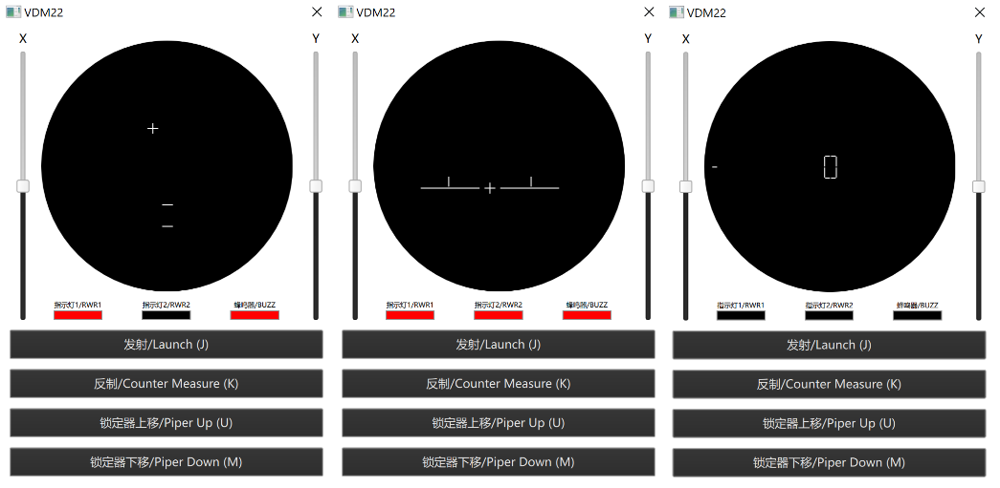 VDM22
X
Y
指示灯1/RWR1
指示灯2/RWR2
蜂鸣器/BUZZ
发射/Launch (J)
反制/Counter Measure (K)
锁定器上移/Piper Up (U)
锁定器下移/Piper Down (M)
VDM22
X
Y
指示灯1/RWR1
指示灯2/RWR2
蜂鸣器/BUZZ
发射/Launch (J)
反制/Counter Measure (K)
锁定器上移/Piper Up (U)
锁定器下移/Piper Down (M)
VDM22
X
Y
0
指示灯1/RWR1
指示灯2/RWR2
蜂鸣器/BUZZ
发射/Launch (J)
反制/Counter Measure (K)
锁定器上移/Piper Up (U)
锁定器下移/Piper Down (M)